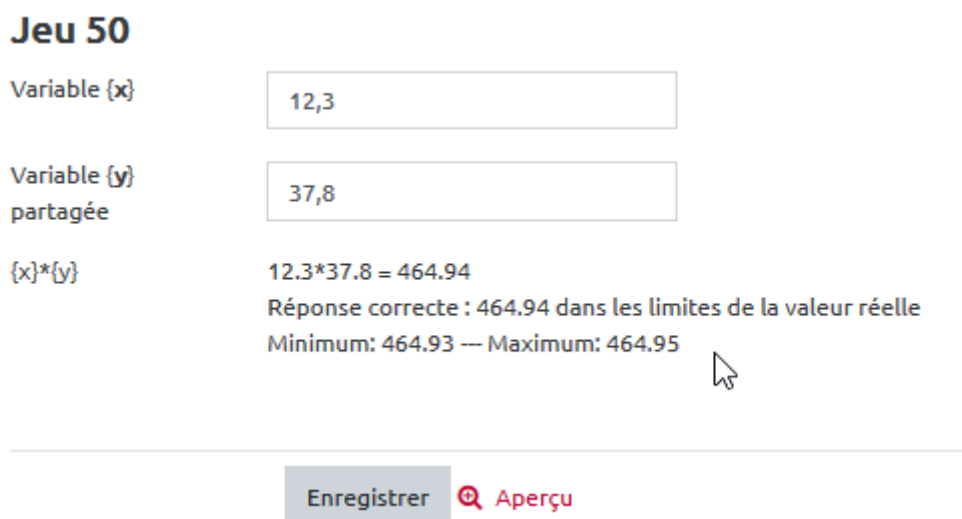 Jeu 50
Variable {x}
12,3
Variable {y}
partagée
37,8
{x}*{y}
12.3*37.8 = 464.94
Réponse correcte : 464.94 dans les limites de la valeur réelle
Minimum: 464.93 --- Maximum: 464.95
Enregistrer
Aperçu